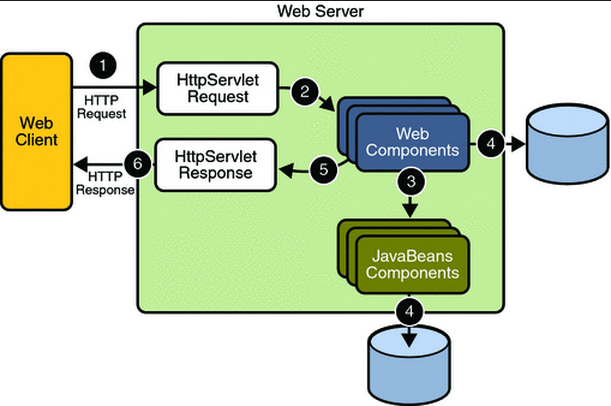 Web Server
1
HTTP
Request
HttpServlet
Request
2
Web
Client
Web
Components
4
HttpServlet
Response
5
6
HTTP
Response
3
JavaBeans
Components
4